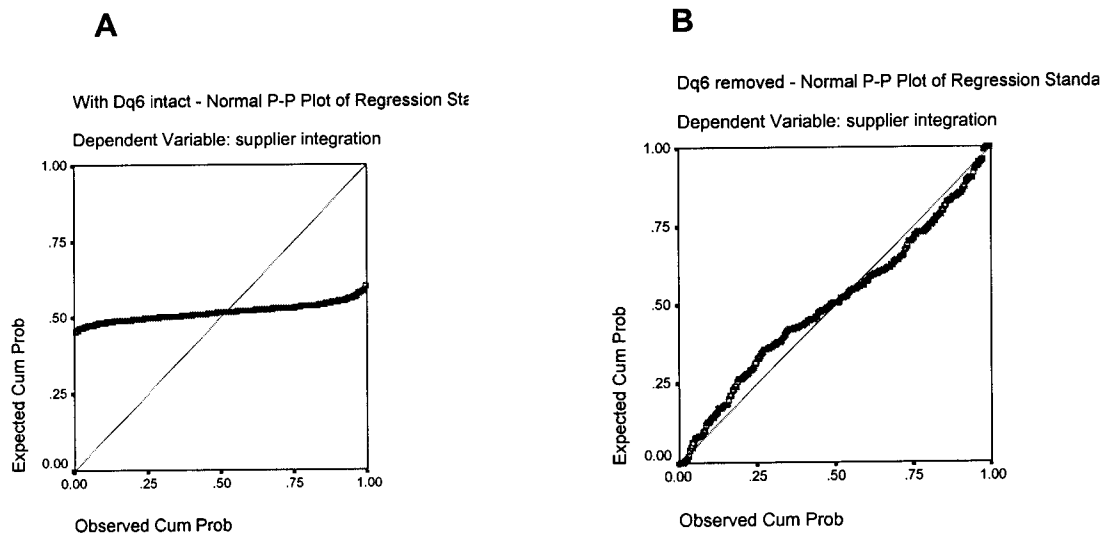 A
With Dq6 intact - Normal P-P Plot of Regression Sta
Dependent Variable: supplier integration
1.00
.75
.50
.25
0.00
Expected Cum Prob
0.00 .25 .50 .75 1.00
Observed Cum Prob
B
Dq6 removed - Normal P-P Plot of Regression Standa
Dependent Variable: supplier integration
1.00
.75
.50
.25
0.00
Expected Cum Prob
0.00 .25 .50 .75 1.00
Observed Cum Prob